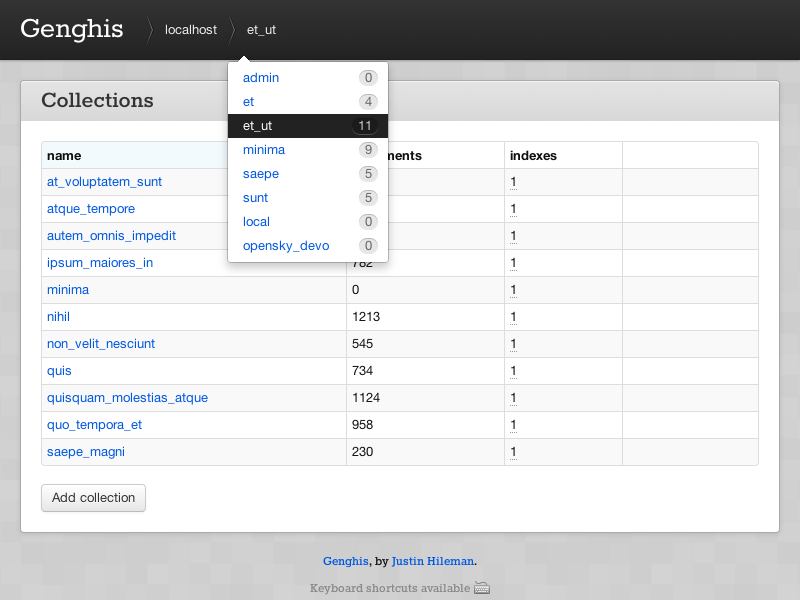 Genghis localhost et_ut
admin 0
et 4
et_ut 11
minima 9
saepe 5
sunt 5
local 0
opensky_devo 0
Collections
name ments indexes
at_voluptatem_sunt 1
atque_tempore 1
autem_omnis_impedit 1
ipsum_maiores_in 782 1
minima 0 1
nihil 1213 1
non_velit_nesciunt 545 1
quis 734 1
quisquam_molestias_atque 1124 1
quo_tempora_et 958 1
saepe_magni 230 1
Add collection
Genghis, by Justin Hileman.
Keyboard shortcuts available